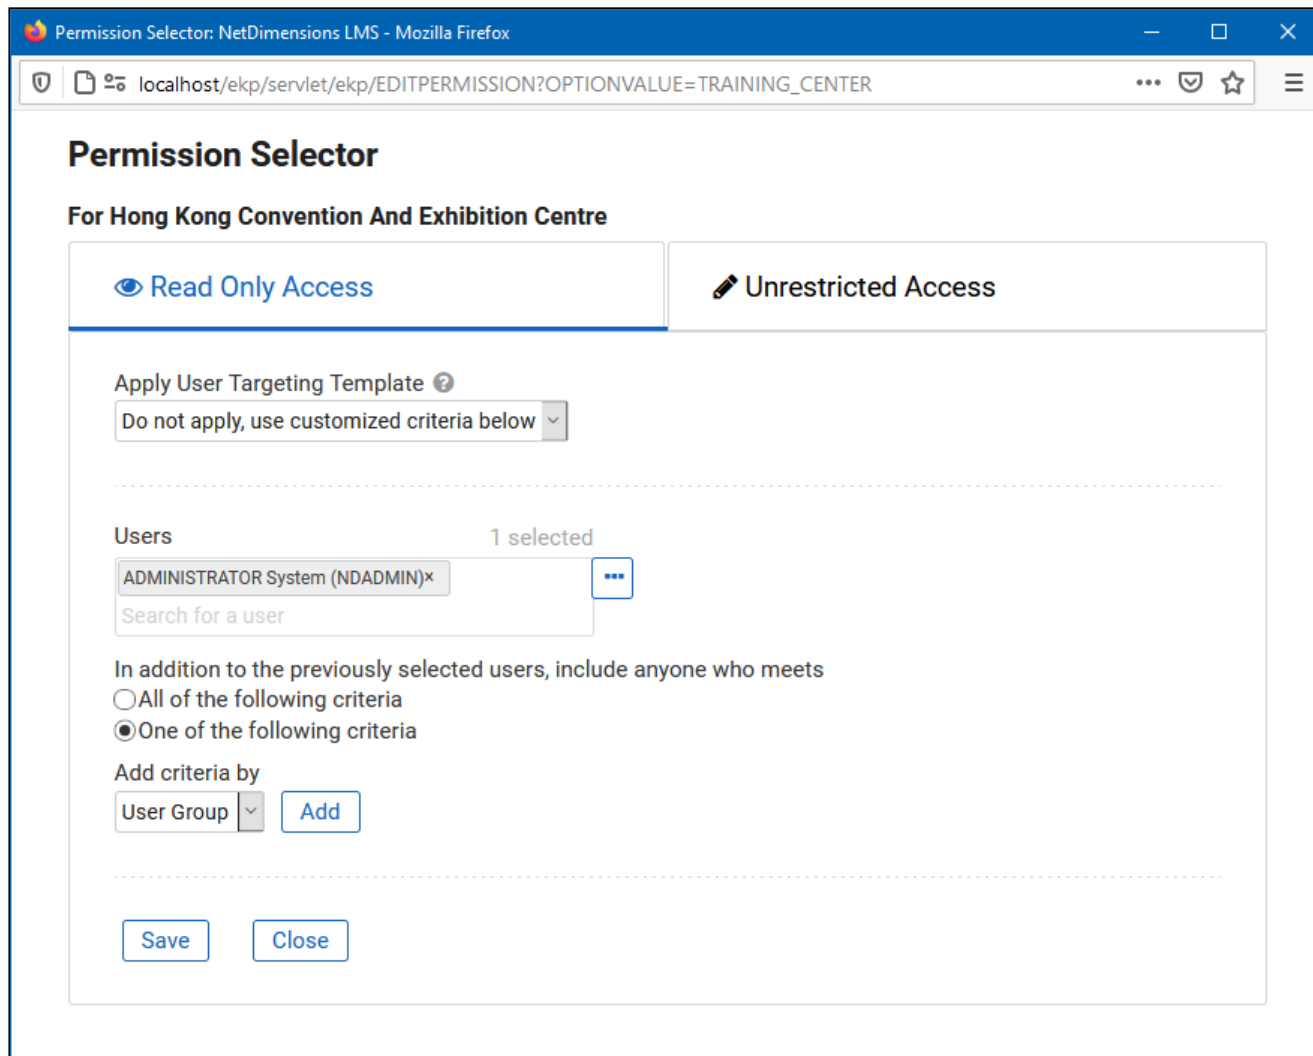 Permission Selector: NetDimensions LMS - Mozilla Firefox
localhost/ekp/servlet/ekp/EDITPERMISSION?OPTIONVALUE=TRAINING_CENTER
Permission Selector
For Hong Kong Convention And Exhibition Centre
Read Only Access
Unrestricted Access
Apply User Targeting Template
Do not apply, use customized criteria below
Users 1 selected
ADMINISTRATOR System (NDADMIN)×
Search for a user
In addition to the previously selected users, include anyone who meets
All of the following criteria
One of the following criteria
Add criteria by
User Group Add
Save Close